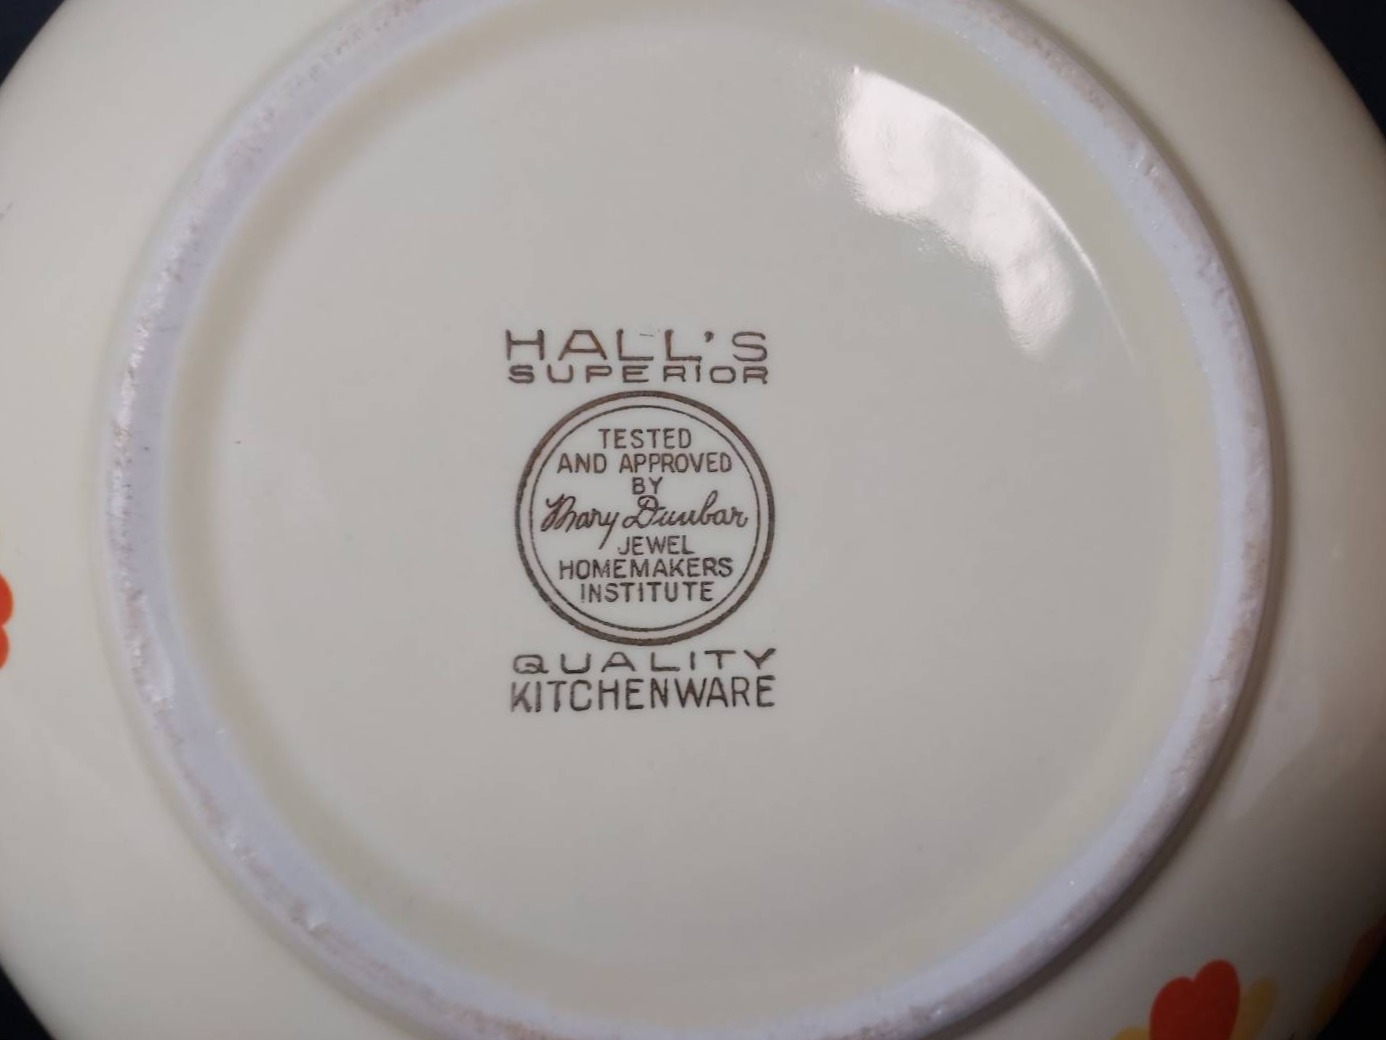 HALL'S
SUPERIOR
TESTED
AND APPROVED
BY
Mary Dunbar
JEWEL
HOMEMAKERS
INSTITUTE
QUALITY
KITCHENWARE